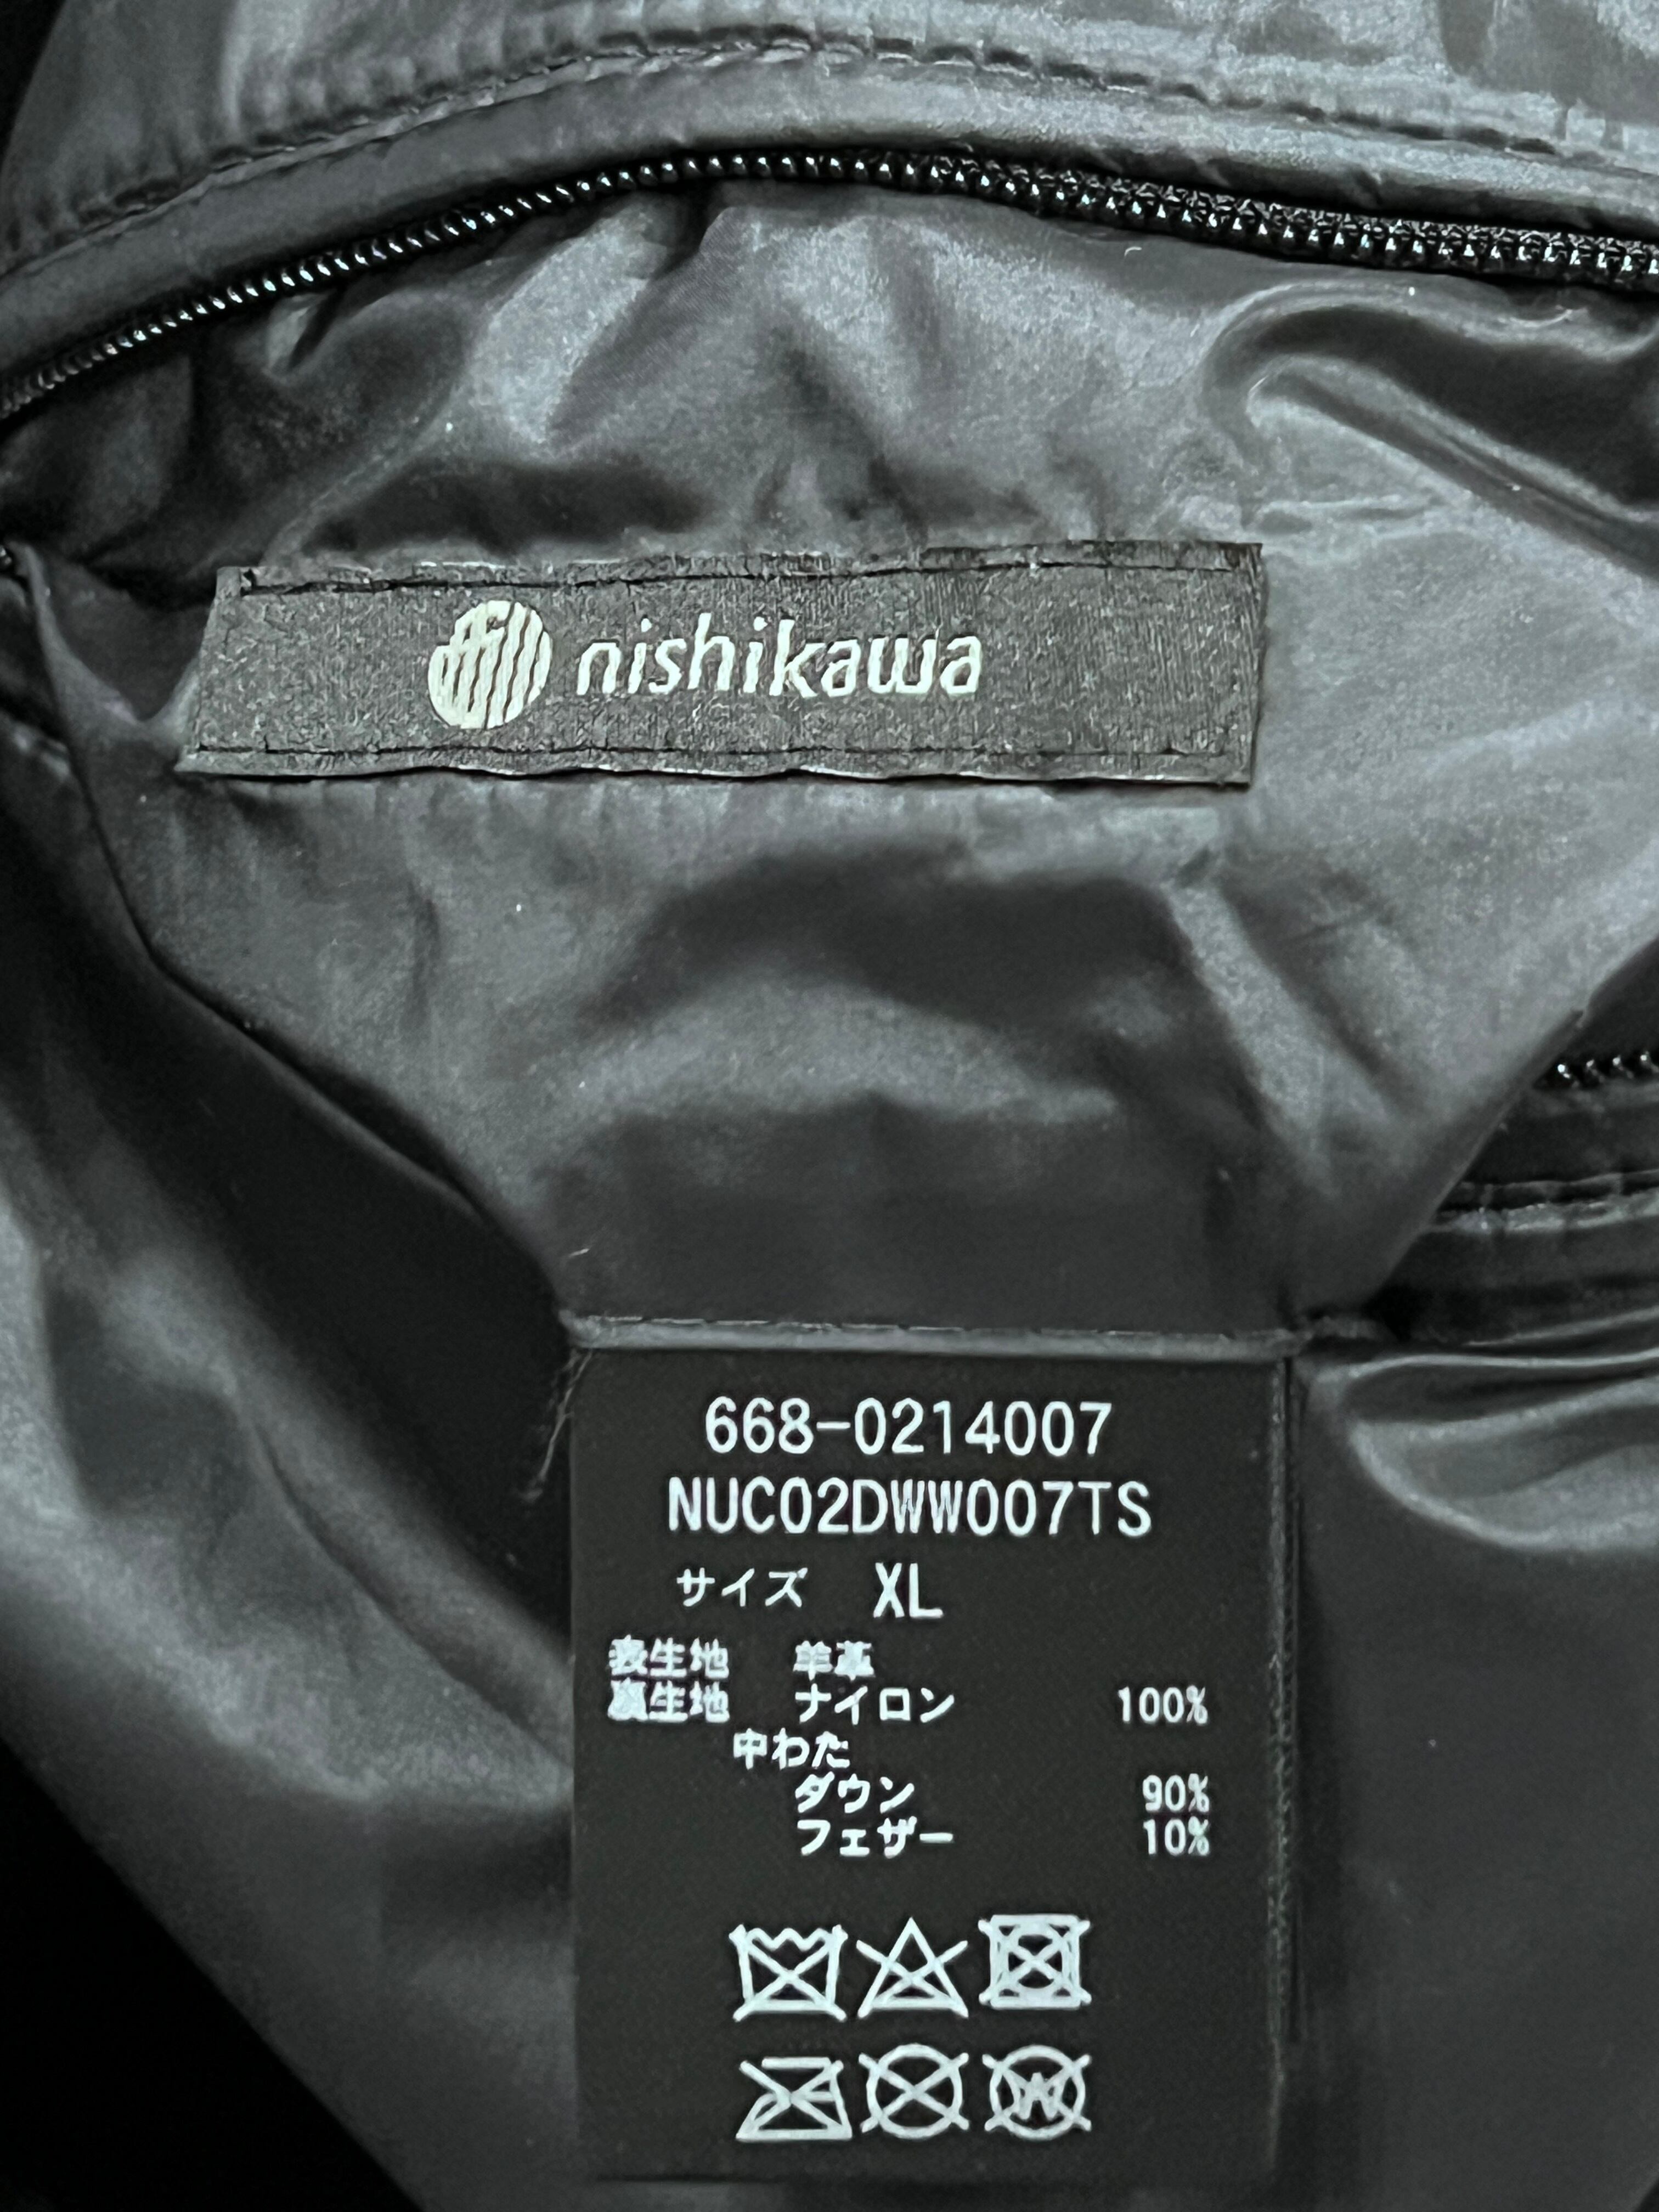 nishikawa
668-0214007
NUC02DWW007TS
サイズ XL
表生地 羊革
裏生地 ナイロン 100%
中わた
ダウン 90%
フェザー 10%
W